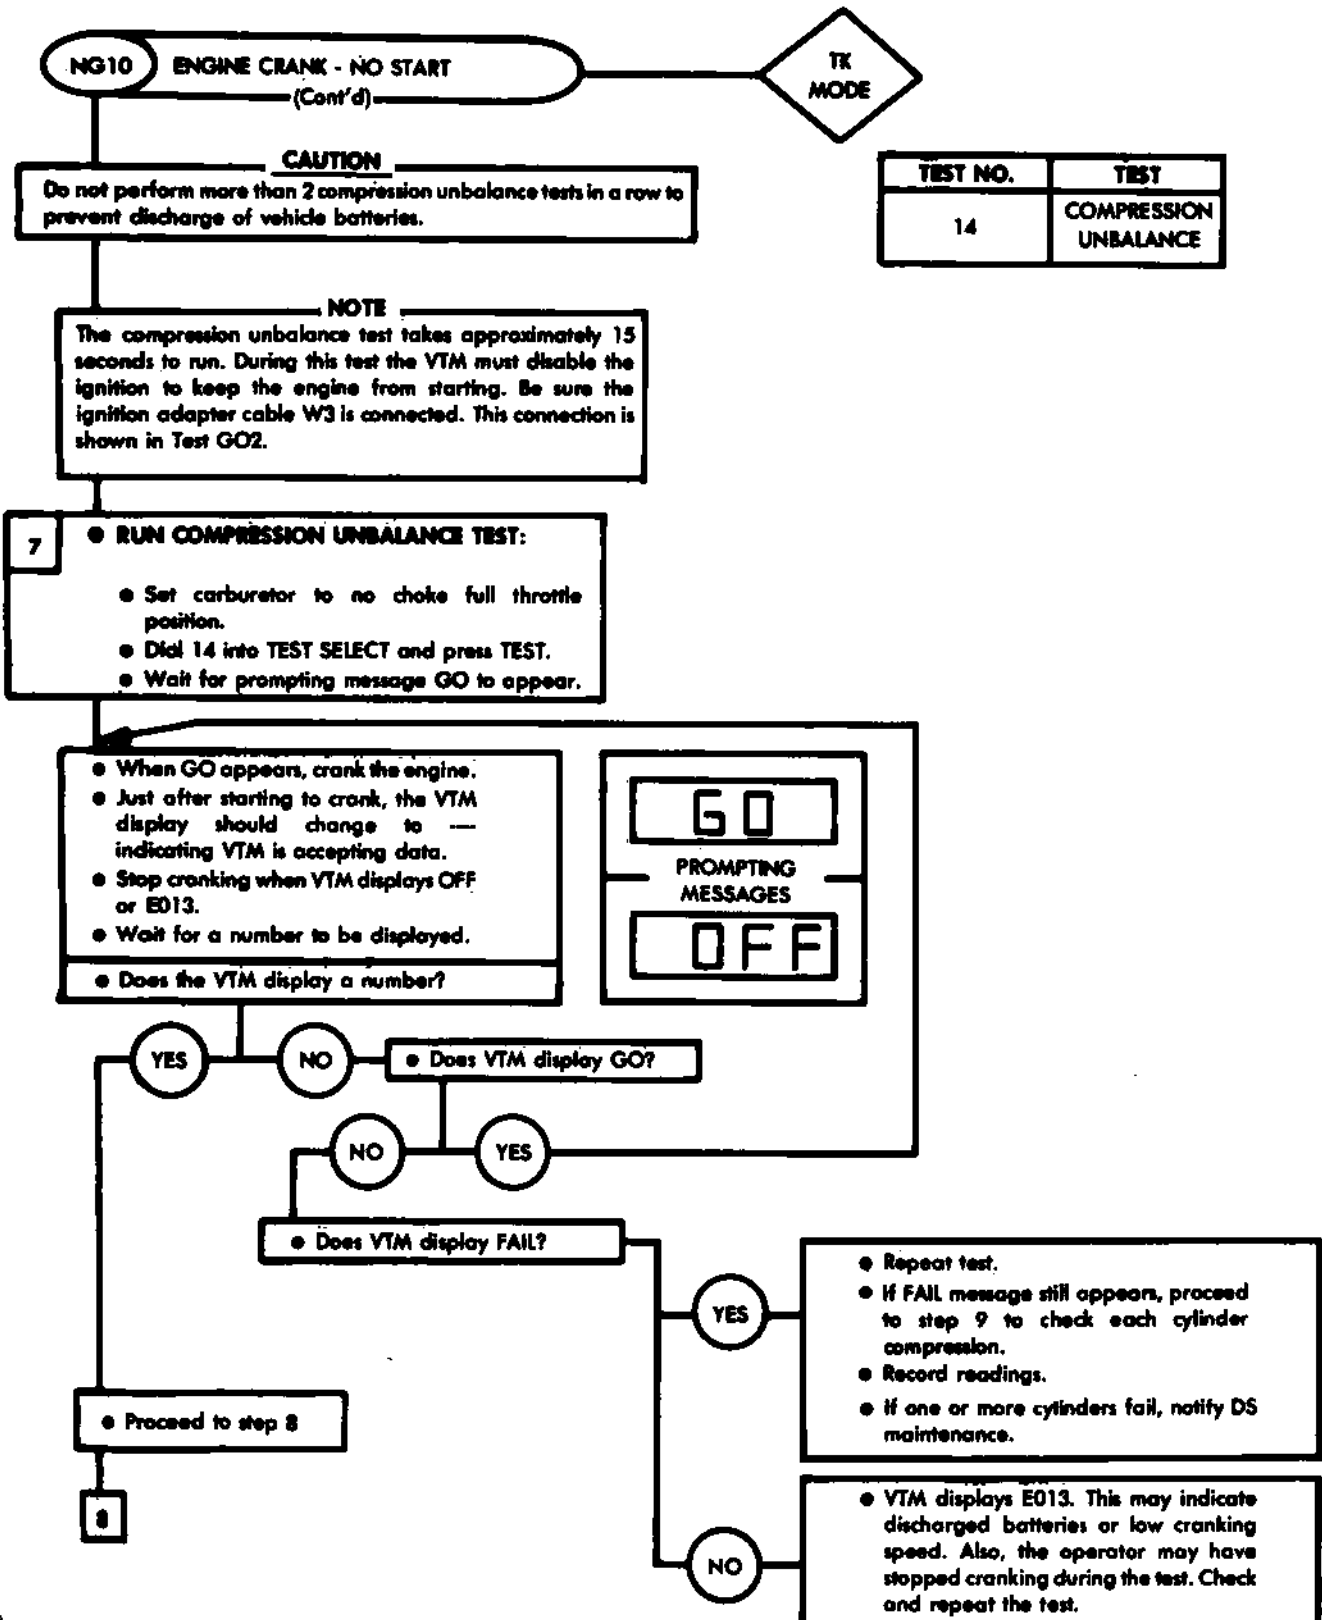 NG10 ENGINE CRANK - NO START
(Cont'd)
TK
MODE
CAUTION
Do not perform more than 2 compression unbalance tests in a row to
prevent discharge of vehicle batteries.
TEST NO. TEST
14 COMPRESSION
UNBALANCE
NOTE
The compression unbalance test takes approximately 15
seconds to run. During this test the VTM must disable the
ignition to keep the engine from starting. Be sure the
ignition adapter cable W3 is connected. This connection is
shown in Test GO2.
7
● RUN COMPRESSION UNBALANCE TEST:
● Set carburetor to no choke full throttle
position.
● Dial 14 into TEST SELECT and press TEST.
● Wait for prompting message GO to appear.
● When GO appears, crank the engine.
● Just after starting to crank, the VTM
display should change to ----
indicating VTM is accepting data.
● Stop cranking when VTM displays OFF
or E013.
● Wait for a number to be displayed.
● Does the VTM display a number?
GO
PROMPTING
MESSAGES
OFF
YES
NO
● Does VTM display GO?
NO
YES
● Does VTM display FAIL?
YES
● Repeat test.
● If FAIL message still appears, proceed
to step 9 to check each cylinder
compression.
● Record readings.
● If one or more cylinders fail, notify DS
maintenance.
● Proceed to step 8
8
NO
● VTM displays E013. This may indicate
discharged batteries or low cranking
speed. Also, the operator may have
stopped cranking during the test. Check
and repeat the test.